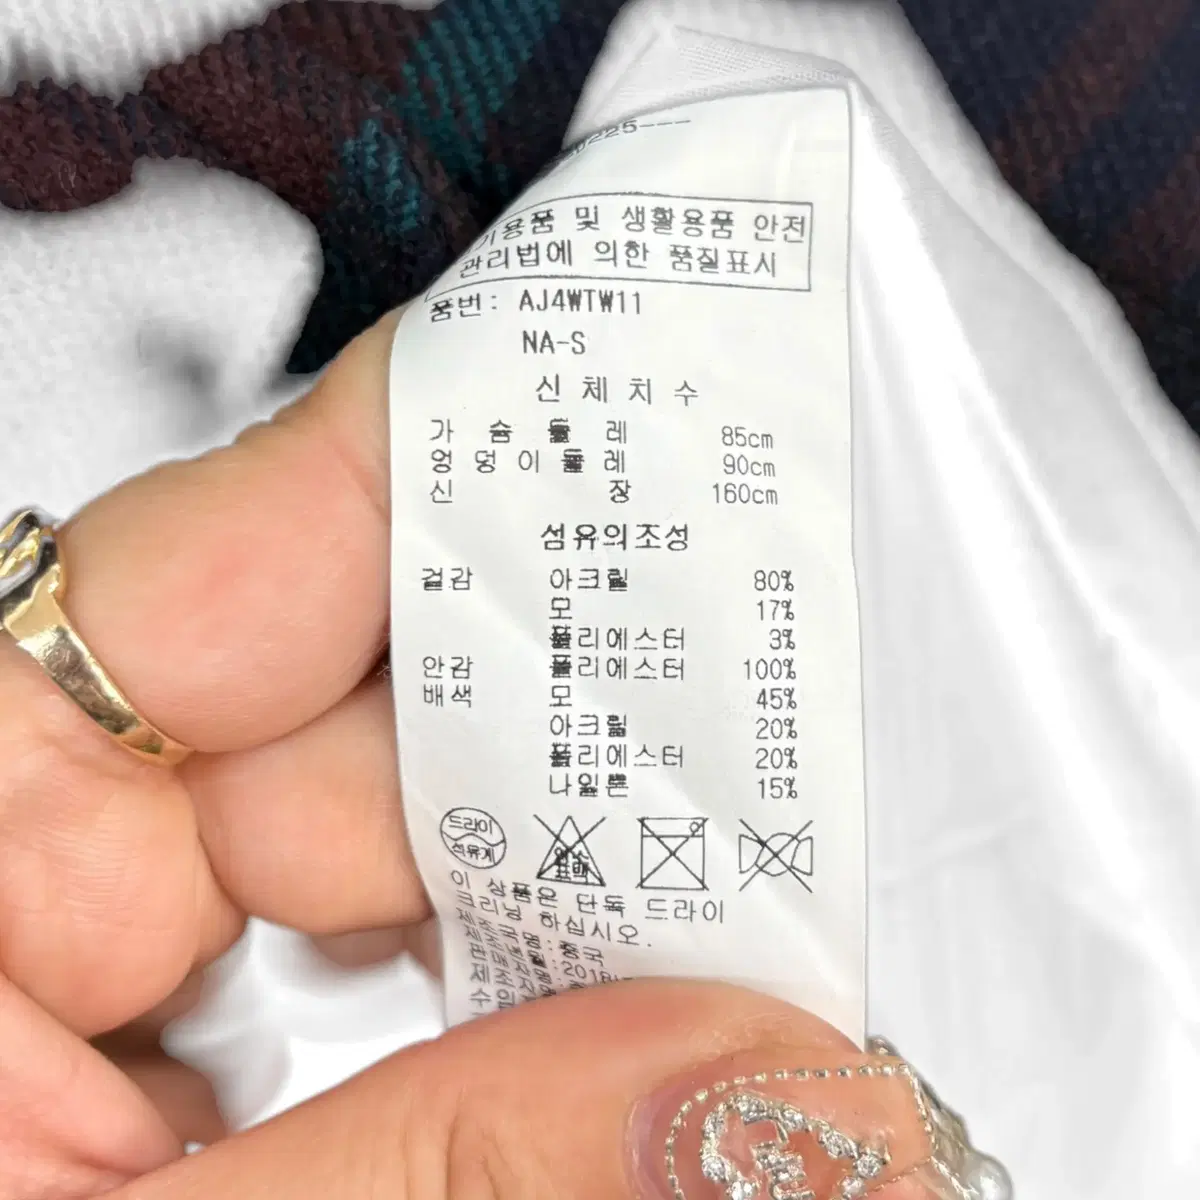 225---
용품 및 생활용품 안전
관리법에 의한 품질표시
품번: AJ4WTW11
NA-S
신체치수
가슴둘레 85cm
엉덩이둘레 90cm
신장 160cm
섬유의조성
겉감 아크릴 80%
모 17%
폴리에스터 3%
안감 폴리에스터 100%
배색 모 45%
아크릴 20%
폴리에스터 20%
나일론 15%
드라이
석유계
염소
표백
이 상품은 단독 드라이
크리닝 하십시오.
중국